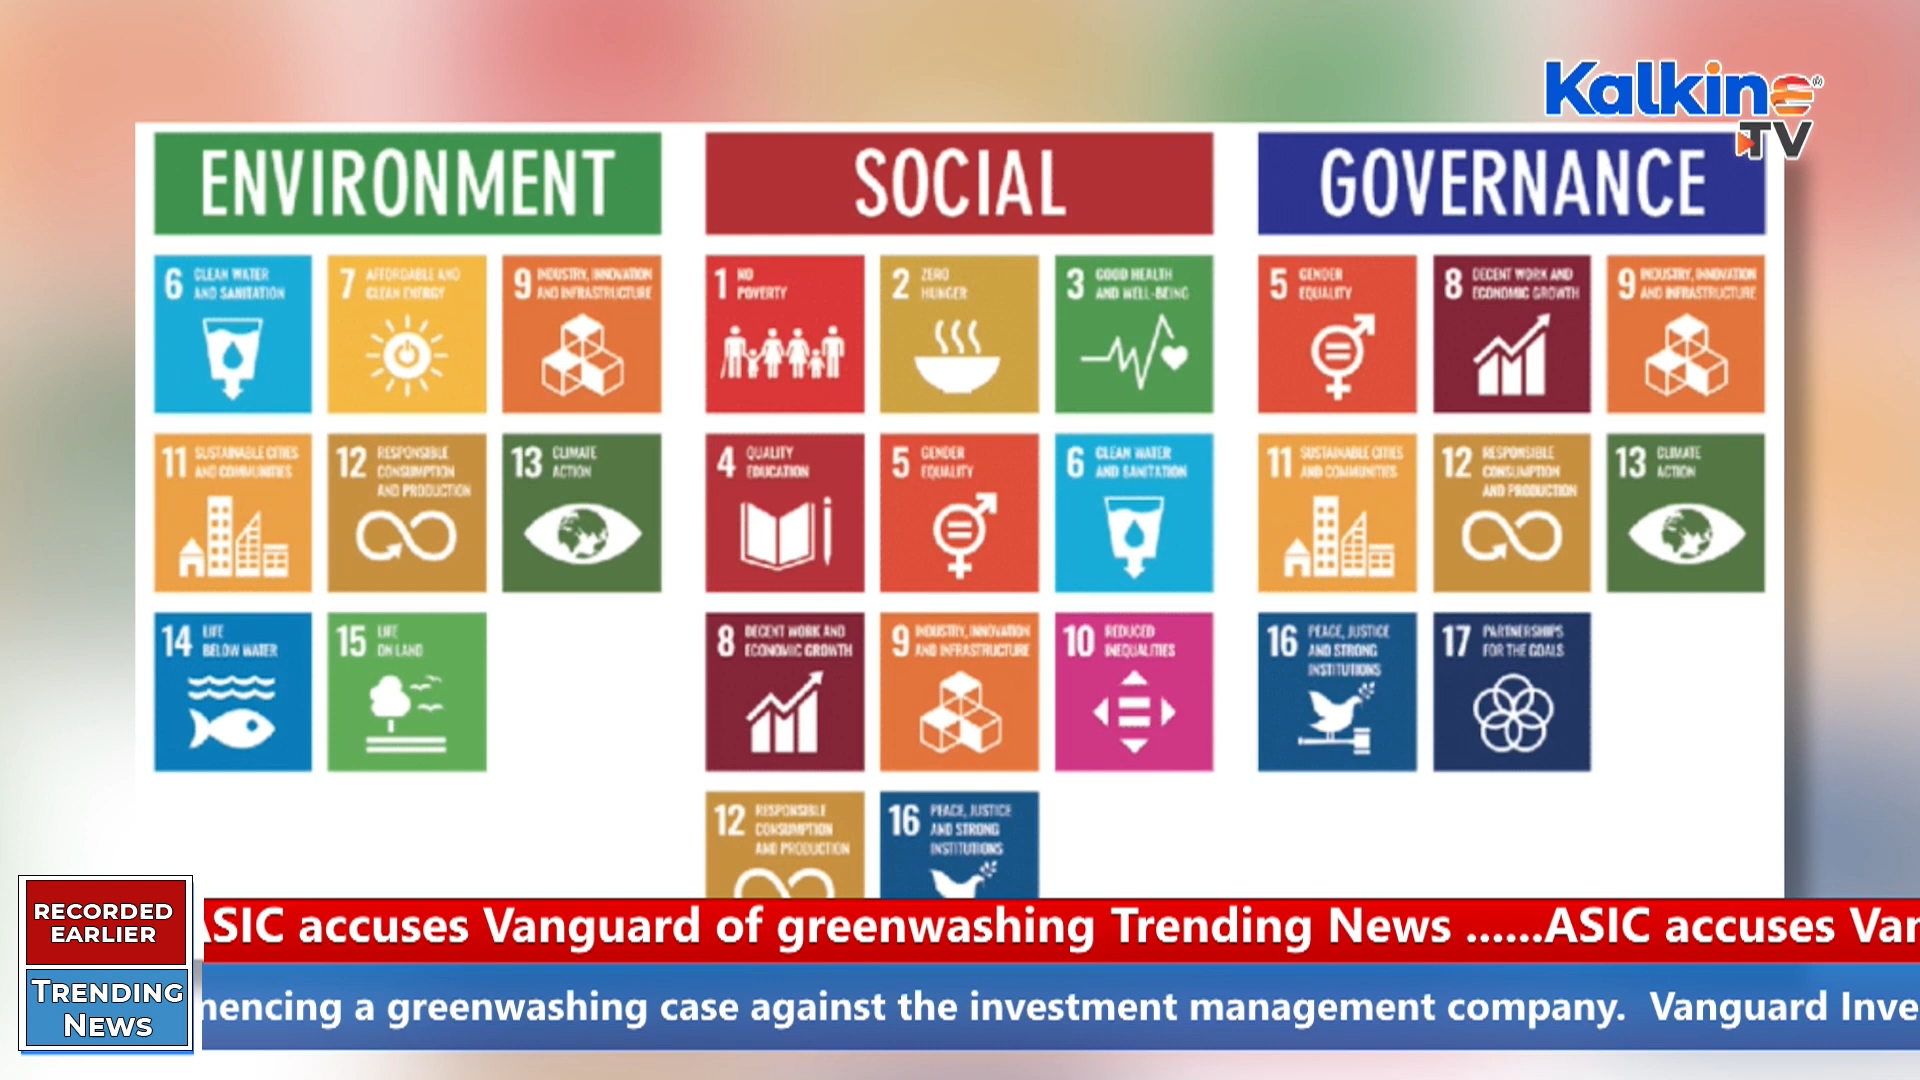 Kalkine
TV
ENVIRONMENT
6 CLEAN WATER
AND SANITATION
7 AFFORDABLE AND
CLEAN ENERGY
9 INDUSTRY, INNOVATION
AND INFRASTRUCTURE
11 SUSTAINABLE CITIES
AND COMMUNITIES
12 RESPONSIBLE
CONSUMPTION
AND PRODUCTION
13 CLIMATE
ACTION
14 LIFE
BELOW WATER
15 LIFE
ON LAND
SOCIAL
1 NO
POVERTY
2 ZERO
HUNGER
3 GOOD HEALTH
AND WELL-BEING
4 QUALITY
EDUCATION
5 GENDER
EQUALITY
6 CLEAN WATER
AND SANITATION
8 DECENT WORK AND
ECONOMIC GROWTH
9 INDUSTRY, INNOVATION
AND INFRASTRUCTURE
10 REDUCED
INEQUALITIES
12 RESPONSIBLE
CONSUMPTION
AND PRODUCTION
16 PEACE, JUSTICE
AND STRONG
INSTITUTIONS
GOVERNANCE
5 GENDER
EQUALITY
8 DECENT WORK AND
ECONOMIC GROWTH
9 INDUSTRY, INNOVATION
AND INFRASTRUCTURE
11 SUSTAINABLE CITIES
AND COMMUNITIES
12 RESPONSIBLE
CONSUMPTION
AND PRODUCTION
13 CLIMATE
ACTION
16 PEACE, JUSTICE
AND STRONG
INSTITUTIONS
17 PARTNERSHIPS
FOR THE GOALS
RECORDED
EARLIER
TRENDING
NEWS
ASIC accuses Vanguard of greenwashing Trending News ......ASIC accuses Van
mencing a greenwashing case against the investment management company. Vanguard Inve